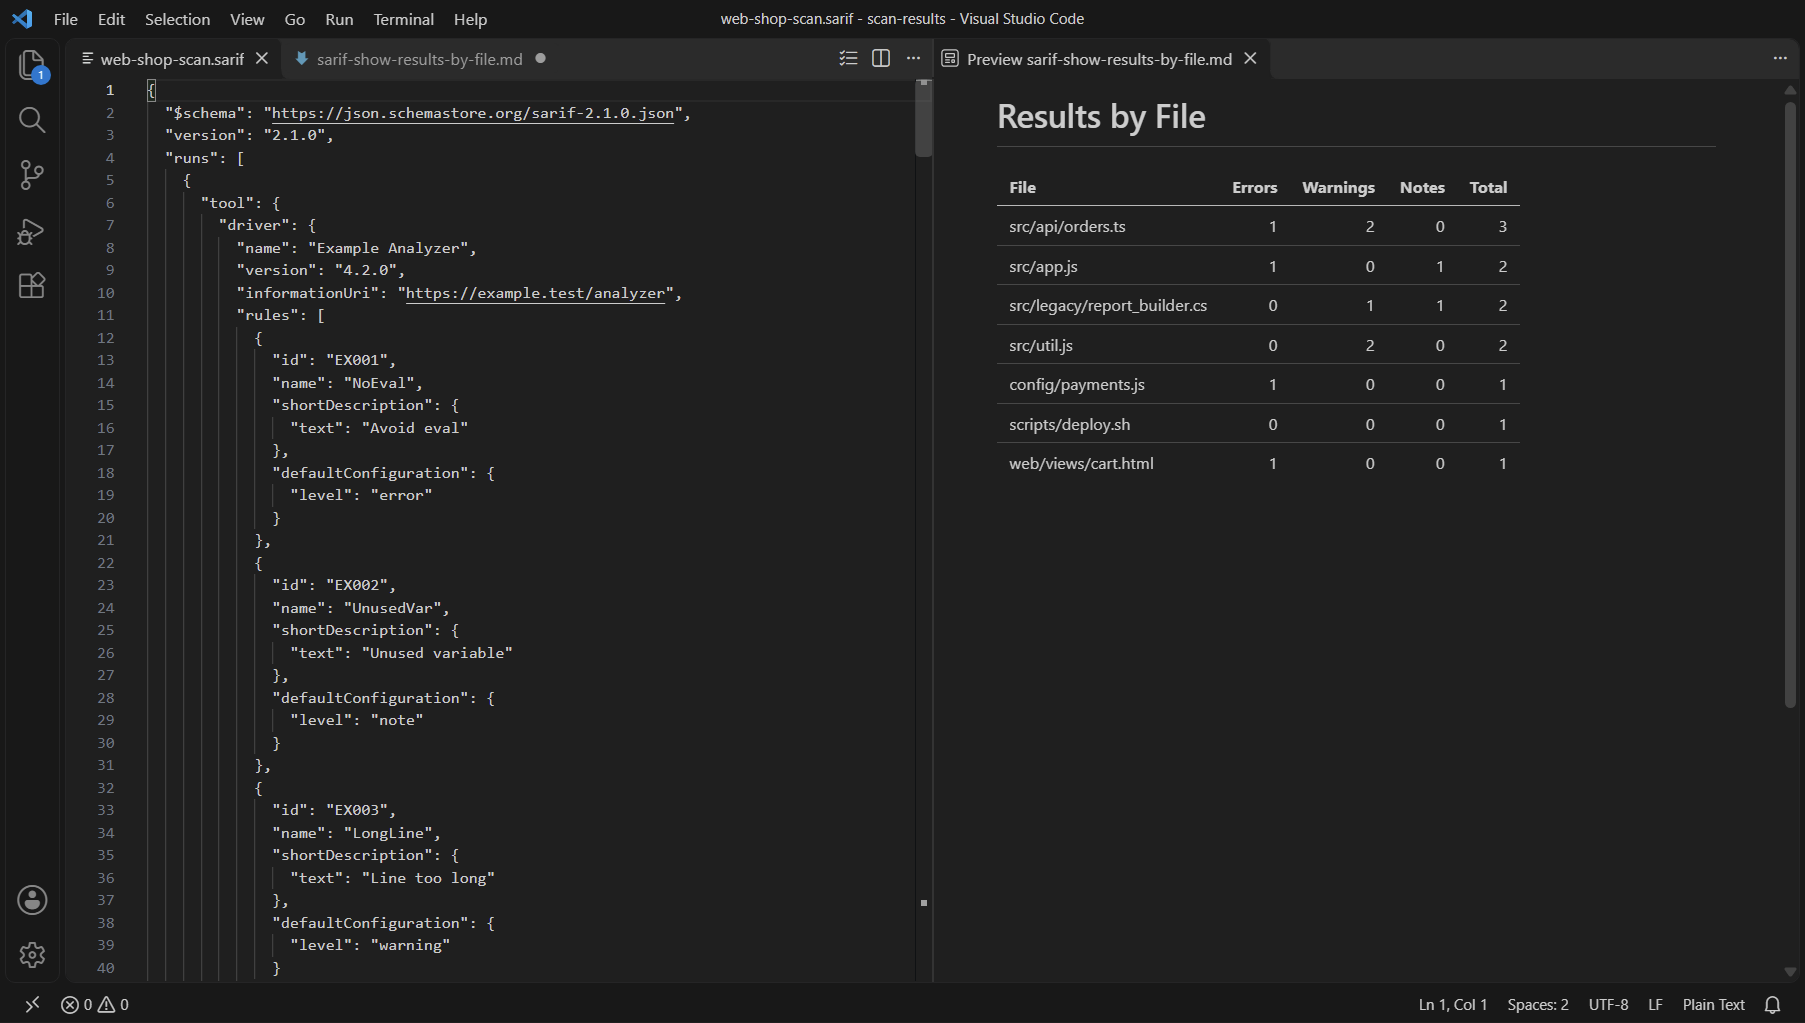 File Edit Selection View Go Run Terminal Help
web-shop-scan.sarif - scan-results - Visual Studio Code
1
web-shop-scan.sarif
sarif-show-results-by-file.md
1 {
2 "$schema": "https://json.schemastore.org/sarif-2.1.0.json",
3 "version": "2.1.0",
4 "runs": [
5 {
6 "tool": {
7 "driver": {
8 "name": "Example Analyzer",
9 "version": "4.2.0",
10 "informationUri": "https://example.test/analyzer",
11 "rules": [
12 {
13 "id": "EX001",
14 "name": "NoEval",
15 "shortDescription": {
16 "text": "Avoid eval"
17 },
18 "defaultConfiguration": {
19 "level": "error"
20 }
21 },
22 {
23 "id": "EX002",
24 "name": "UnusedVar",
25 "shortDescription": {
26 "text": "Unused variable"
27 },
28 "defaultConfiguration": {
29 "level": "note"
30 }
31 },
32 {
33 "id": "EX003",
34 "name": "LongLine",
35 "shortDescription": {
36 "text": "Line too long"
37 },
38 "defaultConfiguration": {
39 "level": "warning"
40 }
Preview sarif-show-results-by-file.md
Results by File
File Errors Warnings Notes Total
src/api/orders.ts 1 2 0 3
src/app.js 1 0 1 2
src/legacy/report_builder.cs 0 1 1 2
src/util.js 0 2 0 2
config/payments.js 1 0 0 1
scripts/deploy.sh 0 0 0 1
web/views/cart.html 1 0 0 1
0 0
Ln 1, Col 1 Spaces: 2 UTF-8 LF Plain Text